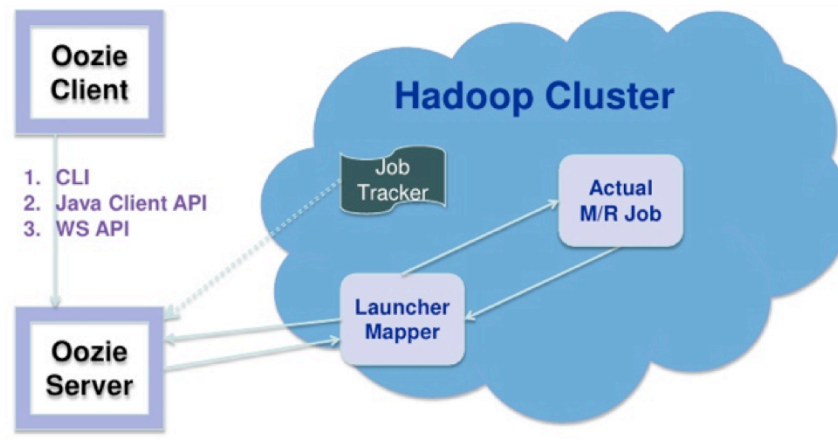 Oozie
Client
Hadoop Cluster
Job
Tracker
Actual
M/R Job
1. CLI
2. Java Client API
3. WS API
Launcher
Mapper
Oozie
Server